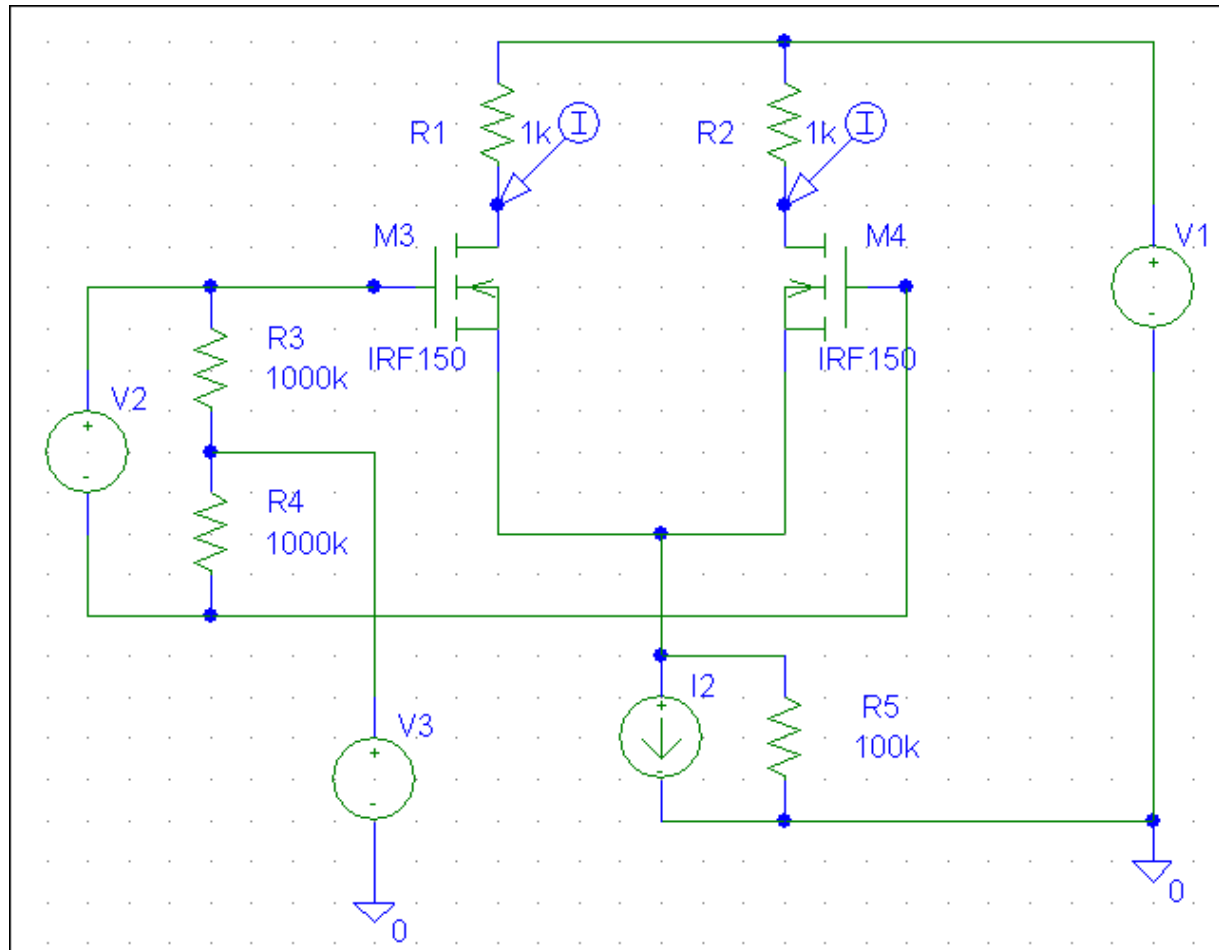 R1
1k
I
R2
1k
I
M3
M4
V1
+
-
R3
1000k
IRF150
IRF150
V2
+
-
R4
1000k
I2
+
-
R5
100k
V3
+
-
0
0